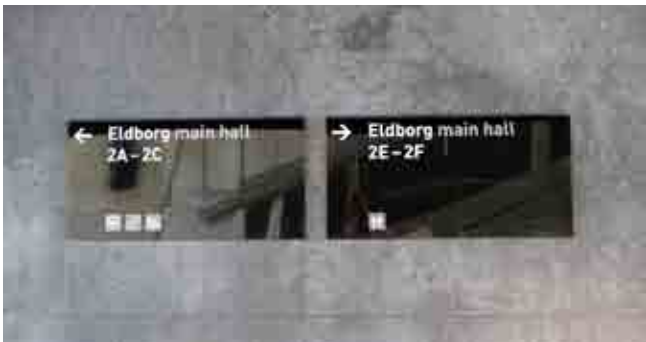 ← Eldborg main hall
2A – 2C
→ Eldborg main hall
2E – 2F